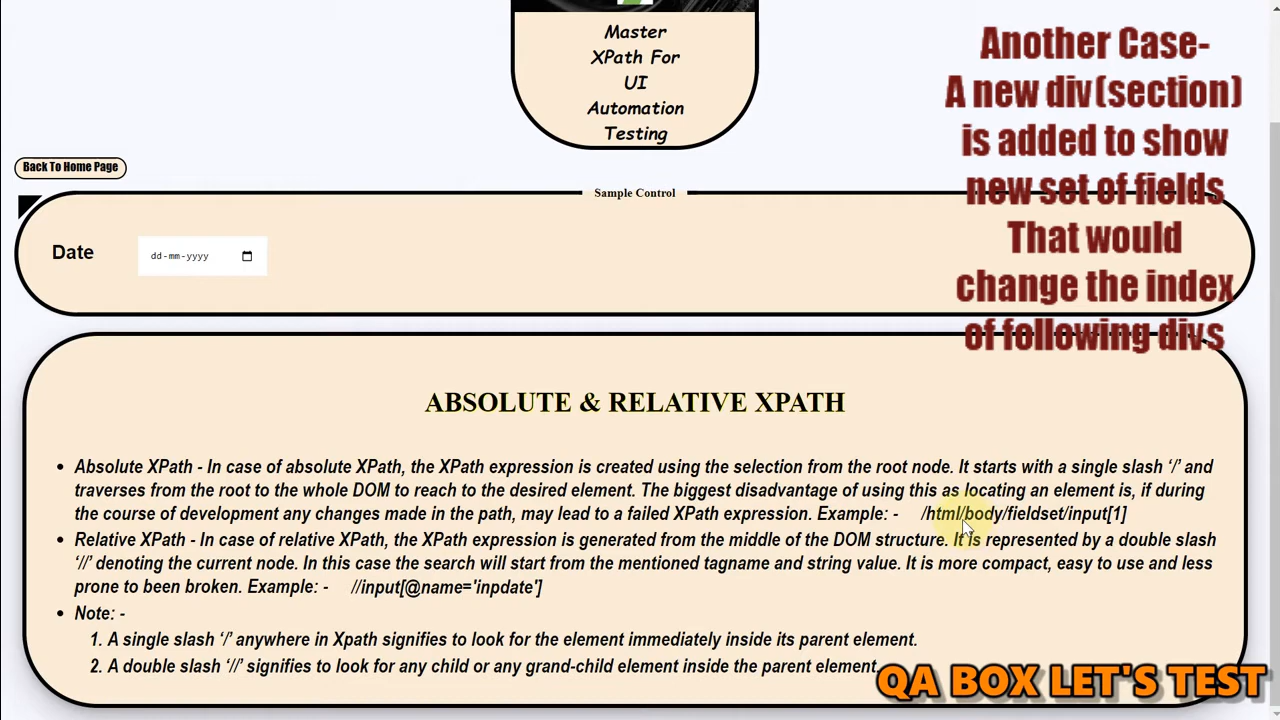 Master
XPath For
UI
Automation
Testing
Another Case-
A new div(section)
is added to show
new set of fields
That would
change the index
of following divs
Back To Home Page
Sample Control
Date
dd-mm-yyyy
ABSOLUTE & RELATIVE XPATH
• Absolute XPath - In case of absolute XPath, the XPath expression is created using the selection from the root node. It starts with a single slash ‘/’ and
traverses from the root to the whole DOM to reach to the desired element. The biggest disadvantage of using this as locating an element is, if during
the course of development any changes made in the path, may lead to a failed XPath expression. Example: - /html/body/fieldset/input[1]
• Relative XPath - In case of relative XPath, the XPath expression is generated from the middle of the DOM structure. It is represented by a double slash
‘//’ denoting the current node. In this case the search will start from the mentioned tagname and string value. It is more compact, easy to use and less
prone to been broken. Example: - //input[@name='inpdate']
• Note: -
1. A single slash ‘/’ anywhere in Xpath signifies to look for the element immediately inside its parent element.
2. A double slash ‘//’ signifies to look for any child or any grand-child element inside the parent element.
QA BOX LET'S TEST